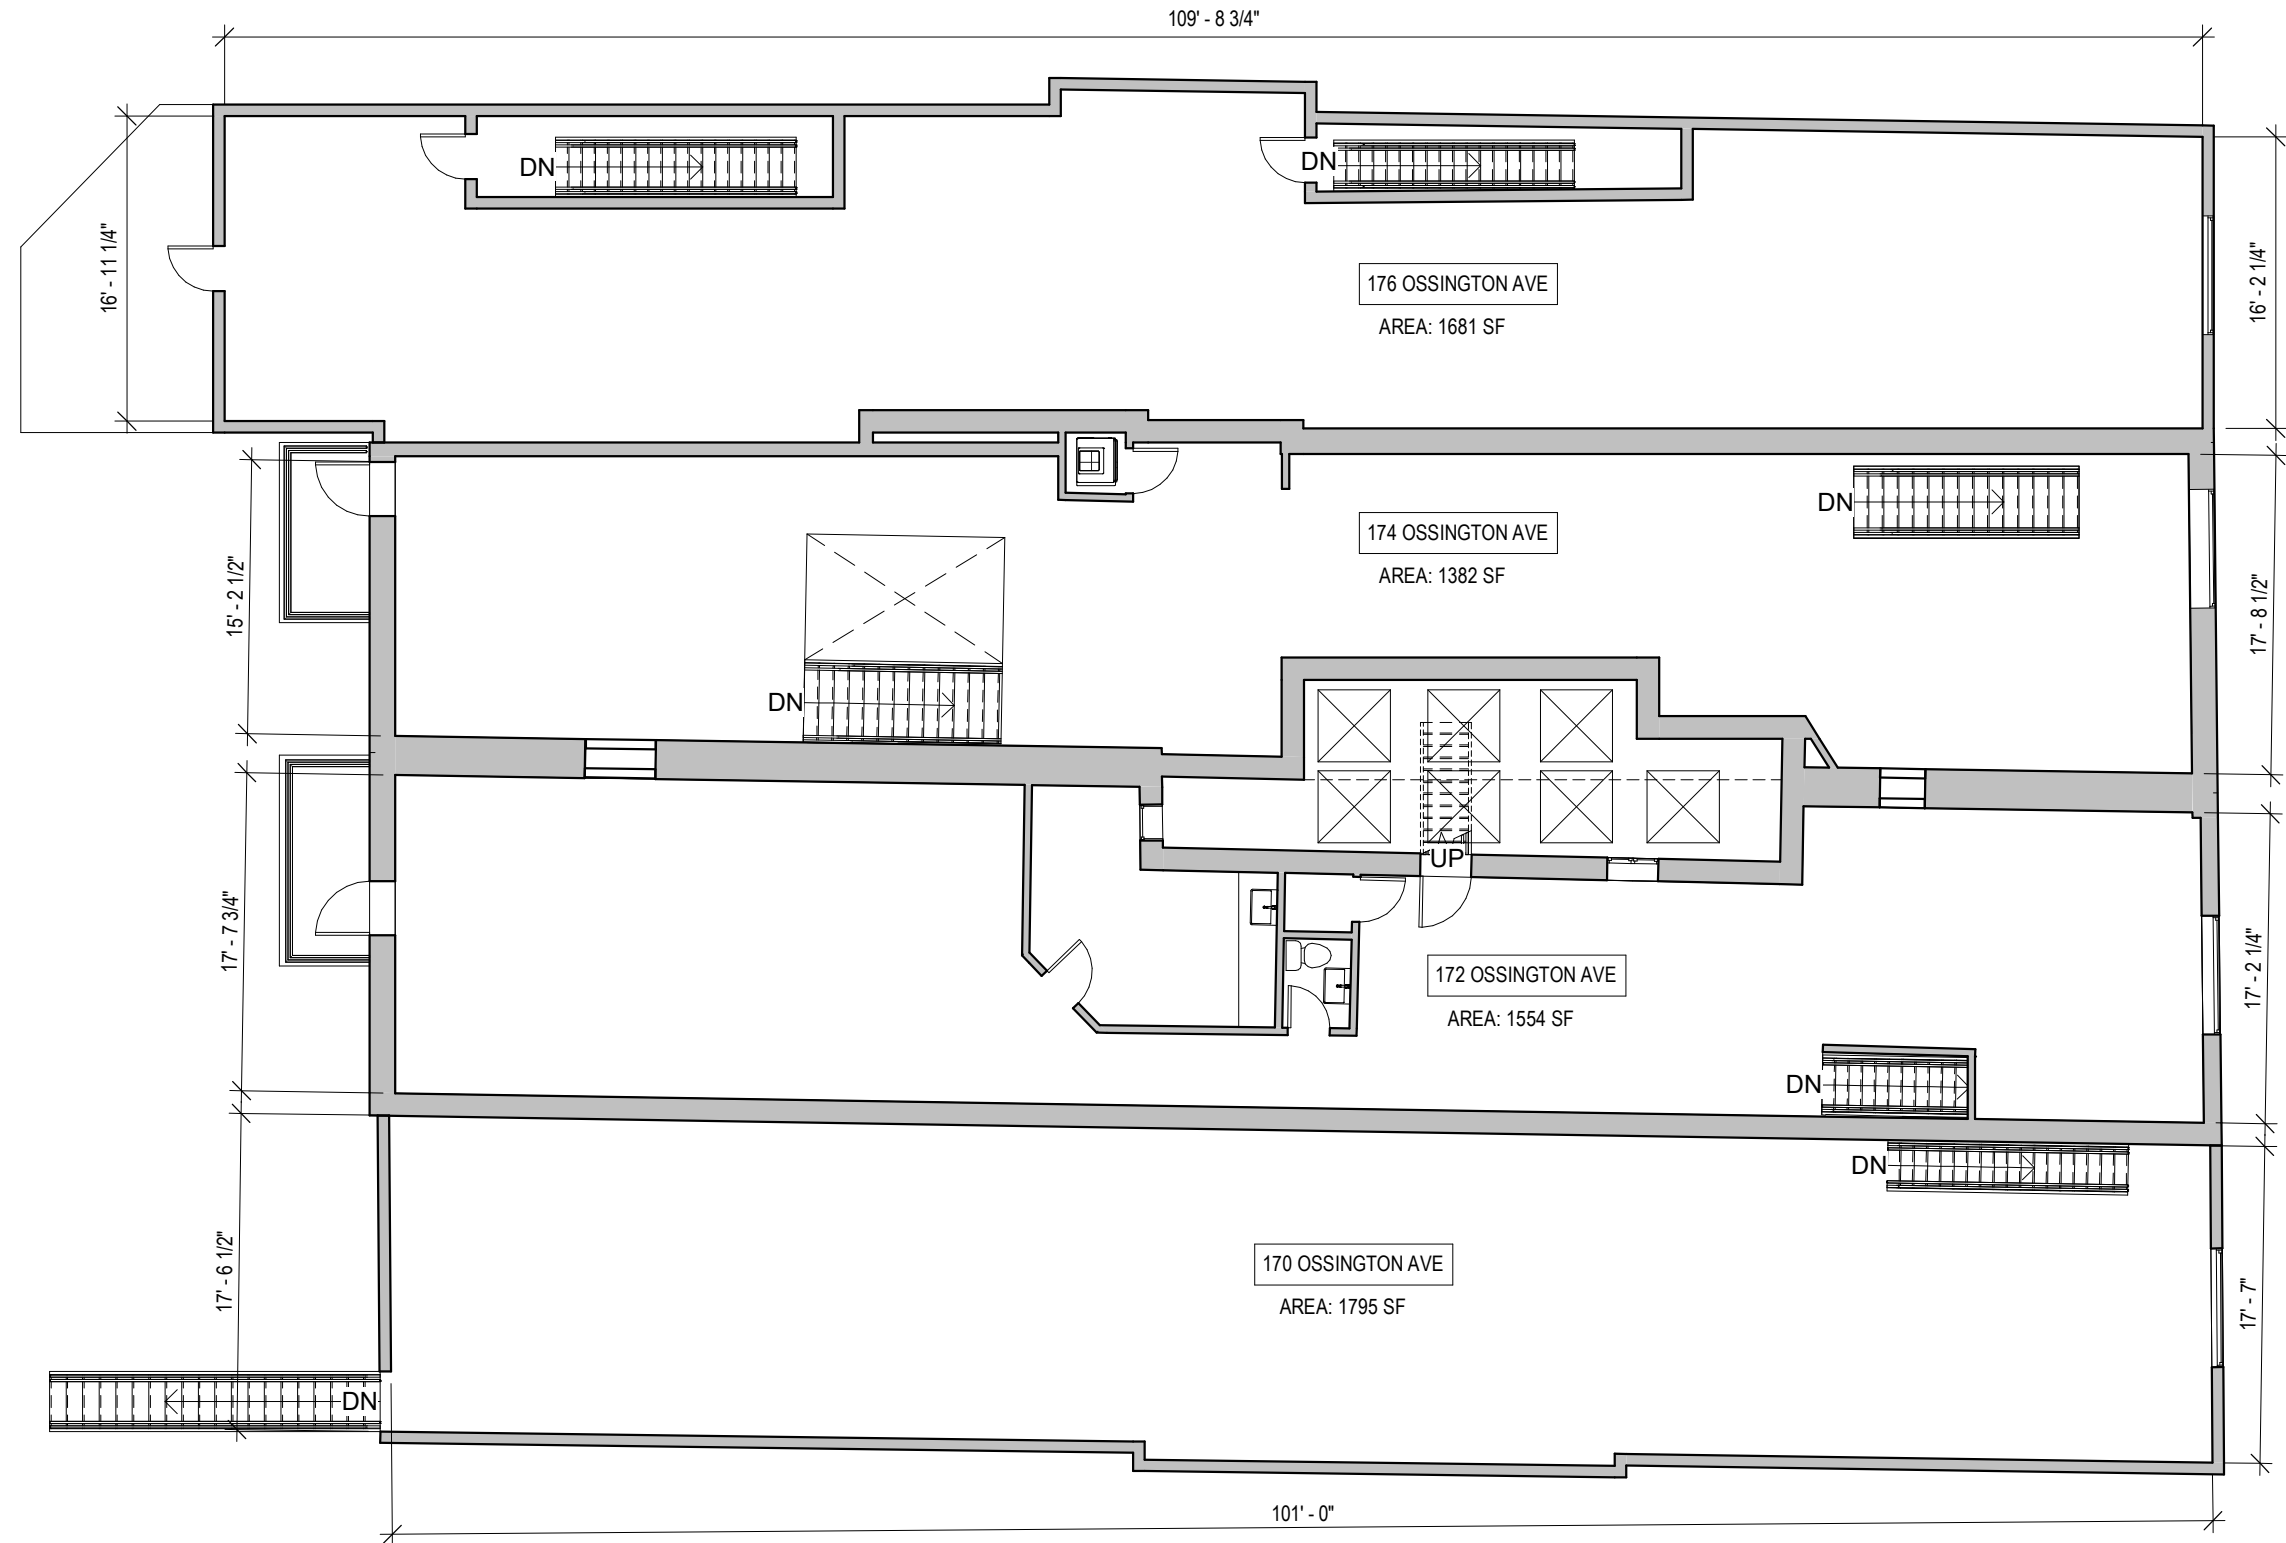 109' - 8 3/4"
DN
DN
16' - 11 1/4"
16' - 2 1/4"
176 OSSINGTON AVE
AREA: 1681 SF
DN
174 OSSINGTON AVE
AREA: 1382 SF
15' - 2 1/2"
17' - 8 1/2"
DN
UP
17' - 7 3/4"
17' - 2 1/4"
172 OSSINGTON AVE
AREA: 1554 SF
DN
DN
17' - 6 1/2"
170 OSSINGTON AVE
AREA: 1795 SF
17' - 7"
DN
101' - 0"